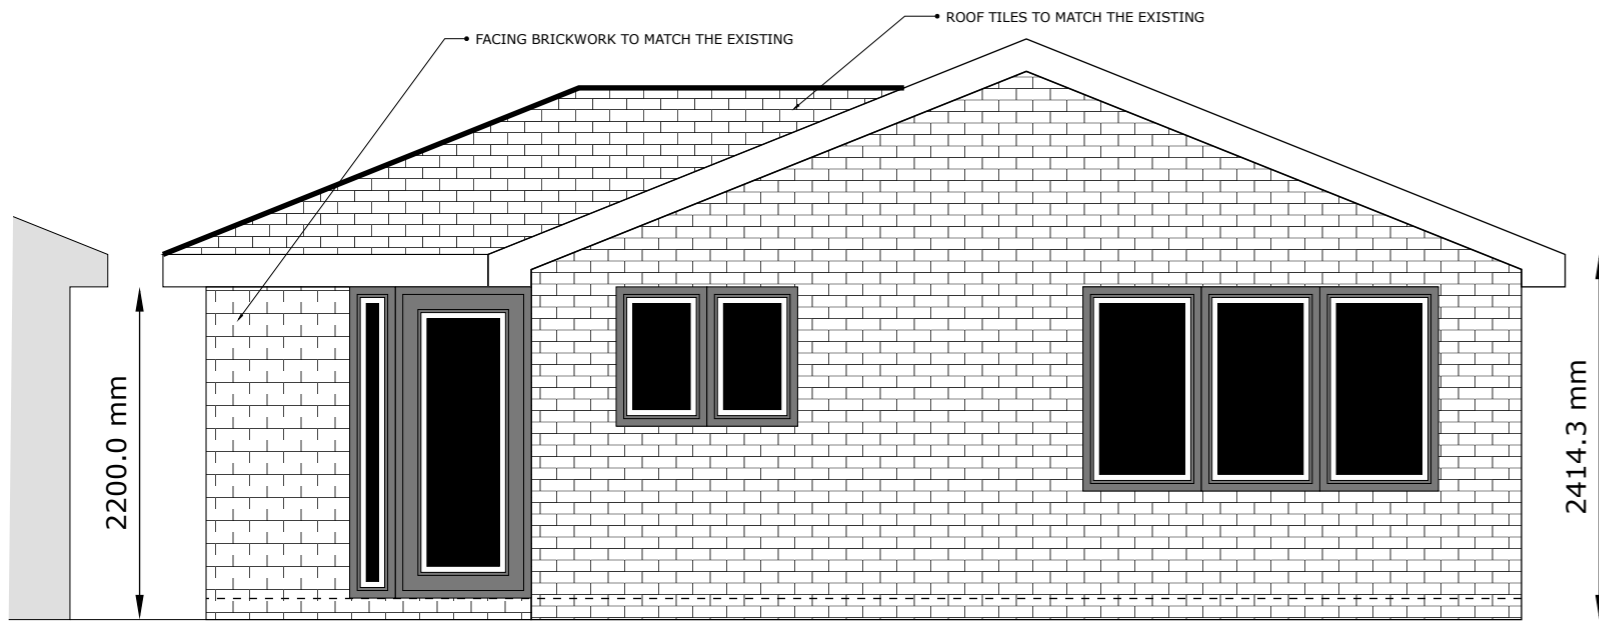 ROOF TILES TO MATCH THE EXISTING
FACING BRICKWORK TO MATCH THE EXISTING
2200.0 mm
2414.3 mm